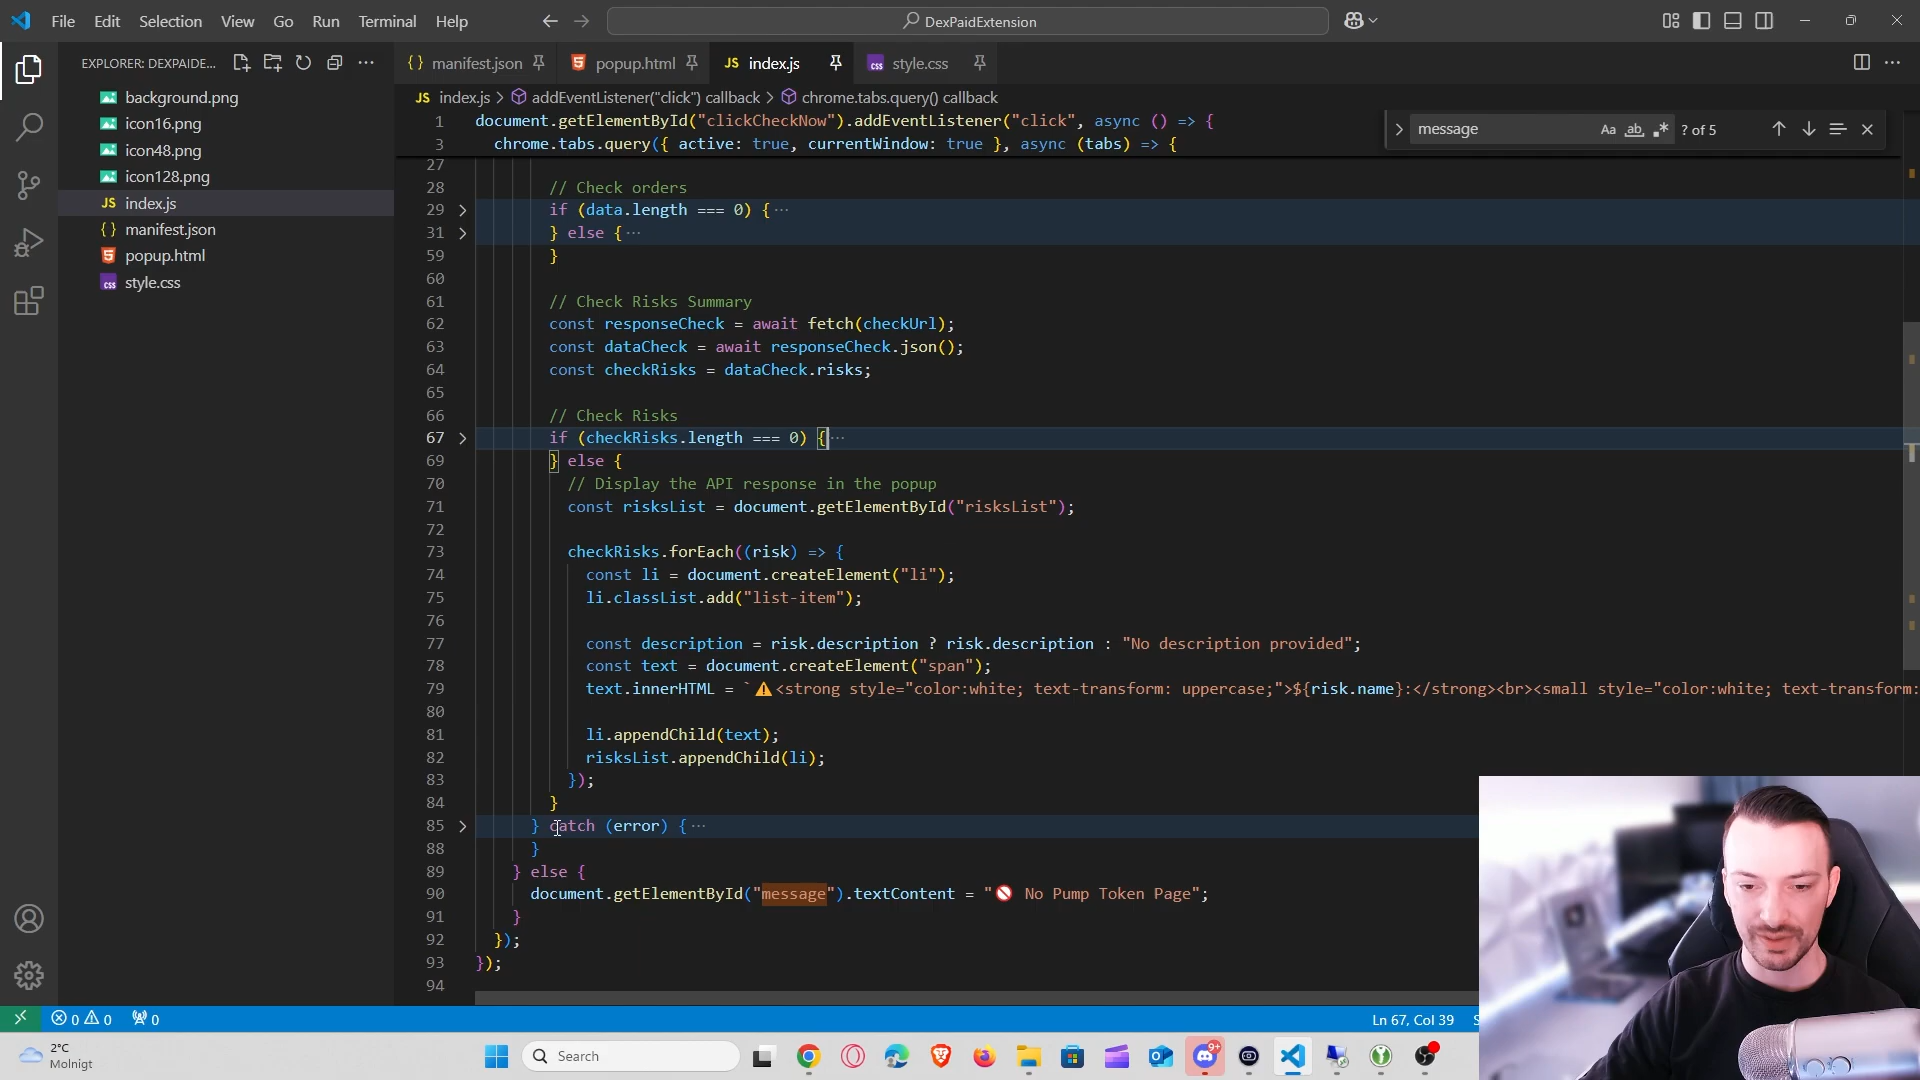 File Edit Selection View Go Run Terminal Help
DexPaidExtension
EXPLORER: DEXPAIDE...
manifest.json
popup.html
JS index.js
css style.css
background.png
icon16.png
icon48.png
icon128.png
JS index.js
{} manifest.json
popup.html
css style.css
JS index.js > addEventListener("click") callback > chrome.tabs.query() callback
message
Aa ab ? of 5
1 document.getElementById("clickCheckNow").addEventListener("click", async () => {
3 chrome.tabs.query({ active: true, currentWindow: true }, async (tabs) => {
27
28 // Check orders
29 if (data.length === 0) {···
31 } else {···
59 }
60
61 // Check Risks Summary
62 const responseCheck = await fetch(checkUrl);
63 const dataCheck = await responseCheck.json();
64 const checkRisks = dataCheck.risks;
65
66 // Check Risks
67 if (checkRisks.length === 0) {···
69 } else {
70 // Display the API response in the popup
71 const risksList = document.getElementById("risksList");
72
73 checkRisks.forEach((risk) => {
74 const li = document.createElement("li");
75 li.classList.add("list-item");
76
77 const description = risk.description ? risk.description : "No description provided";
78 const text = document.createElement("span");
79 text.innerHTML = `⚠️<strong style="color:white; text-transform: uppercase;">${risk.name}:</strong><br><small style="color:white; text-transform:
80
81 li.appendChild(text);
82 risksList.appendChild(li);
83 });
84 }
85 } catch (error) {···
88 }
89 } else {
90 document.getElementById("message").textContent = "🚫 No Pump Token Page";
91 }
92 });
93 });
94
0 0 0
Ln 67, Col 39 S
2°C
Molnigt
Search
9+